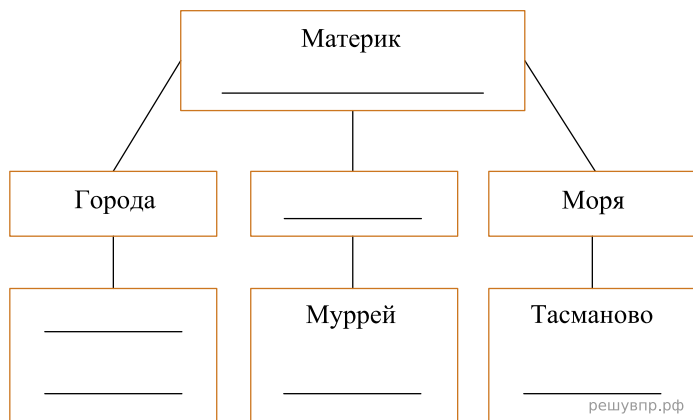 Материк
Города
Моря
Муррей
Тасманово
решувпр.рф